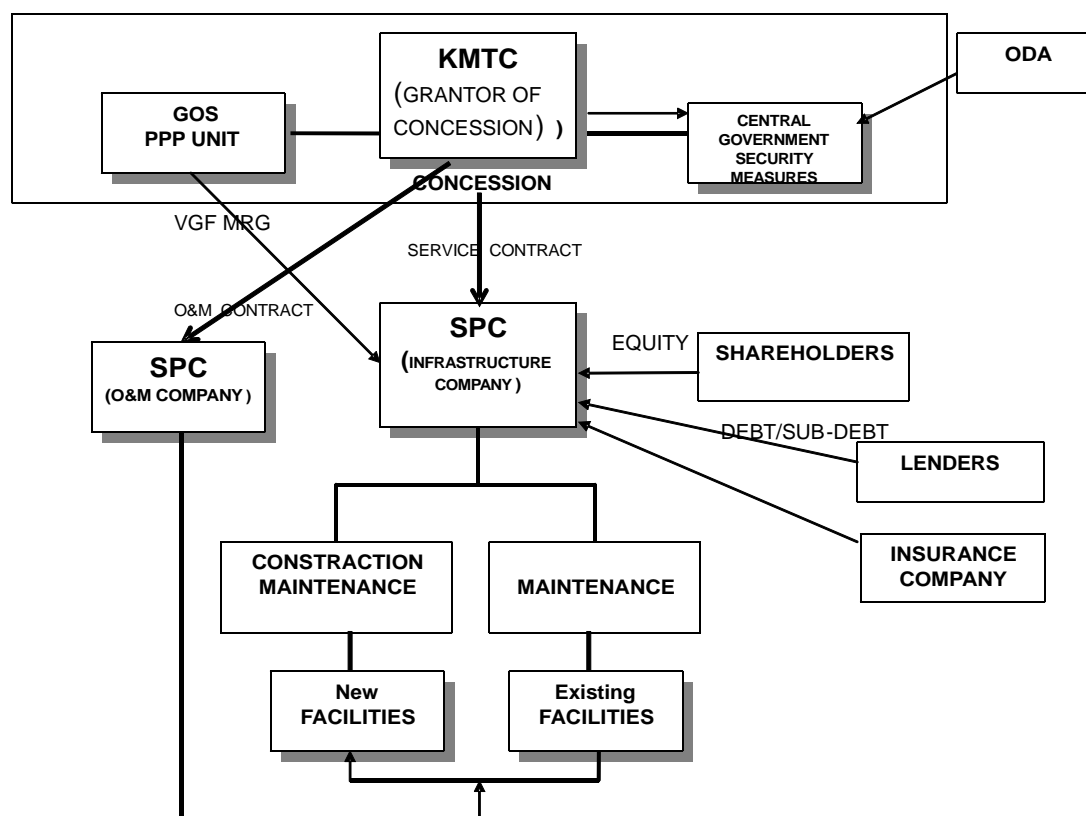 KMTC
(GRANTOR OF
CONCESSION) )
ODA
GOS
PPP UNIT
CENTRAL
GOVERNMENT
SECURITY
MEASURES
CONCESSION
VGF MRG
SERVICE CONTRACT
O&M CONTRACT
SPC
(O&M COMPANY)
SPC
(INFRASTRUCTURE
COMPANY)
EQUITY
SHAREHOLDERS
DEBT/SUB-DEBT
LENDERS
INSURANCE
COMPANY
CONSTRACTION
MAINTENANCE
MAINTENANCE
New
FACILITIES
Existing
FACILITIES